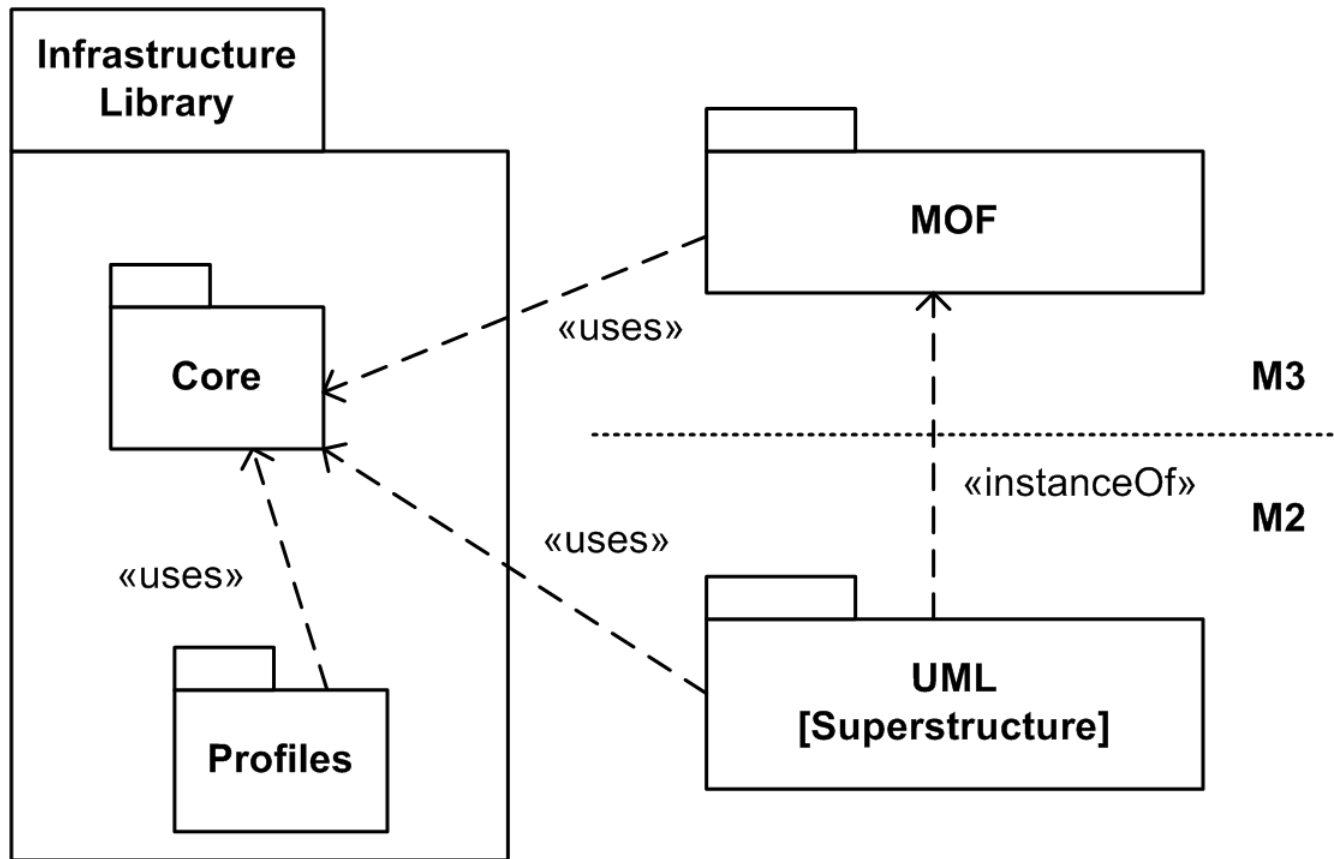 Infrastructure
Library
MOF
«uses»
Core
M3
«instanceOf»
M2
«uses»
«uses»
UML
[Superstructure]
Profiles